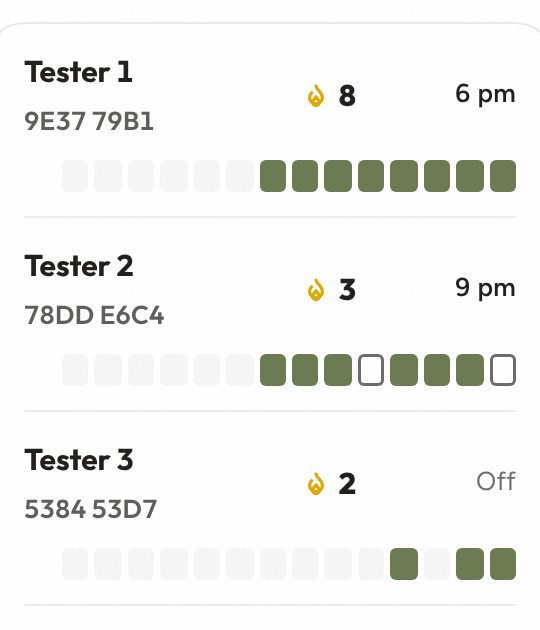 Tester 1
8
6 pm
9E37 79B1
Tester 2
3
9 pm
78DD E6C4
Tester 3
2
Off
5384 53D7